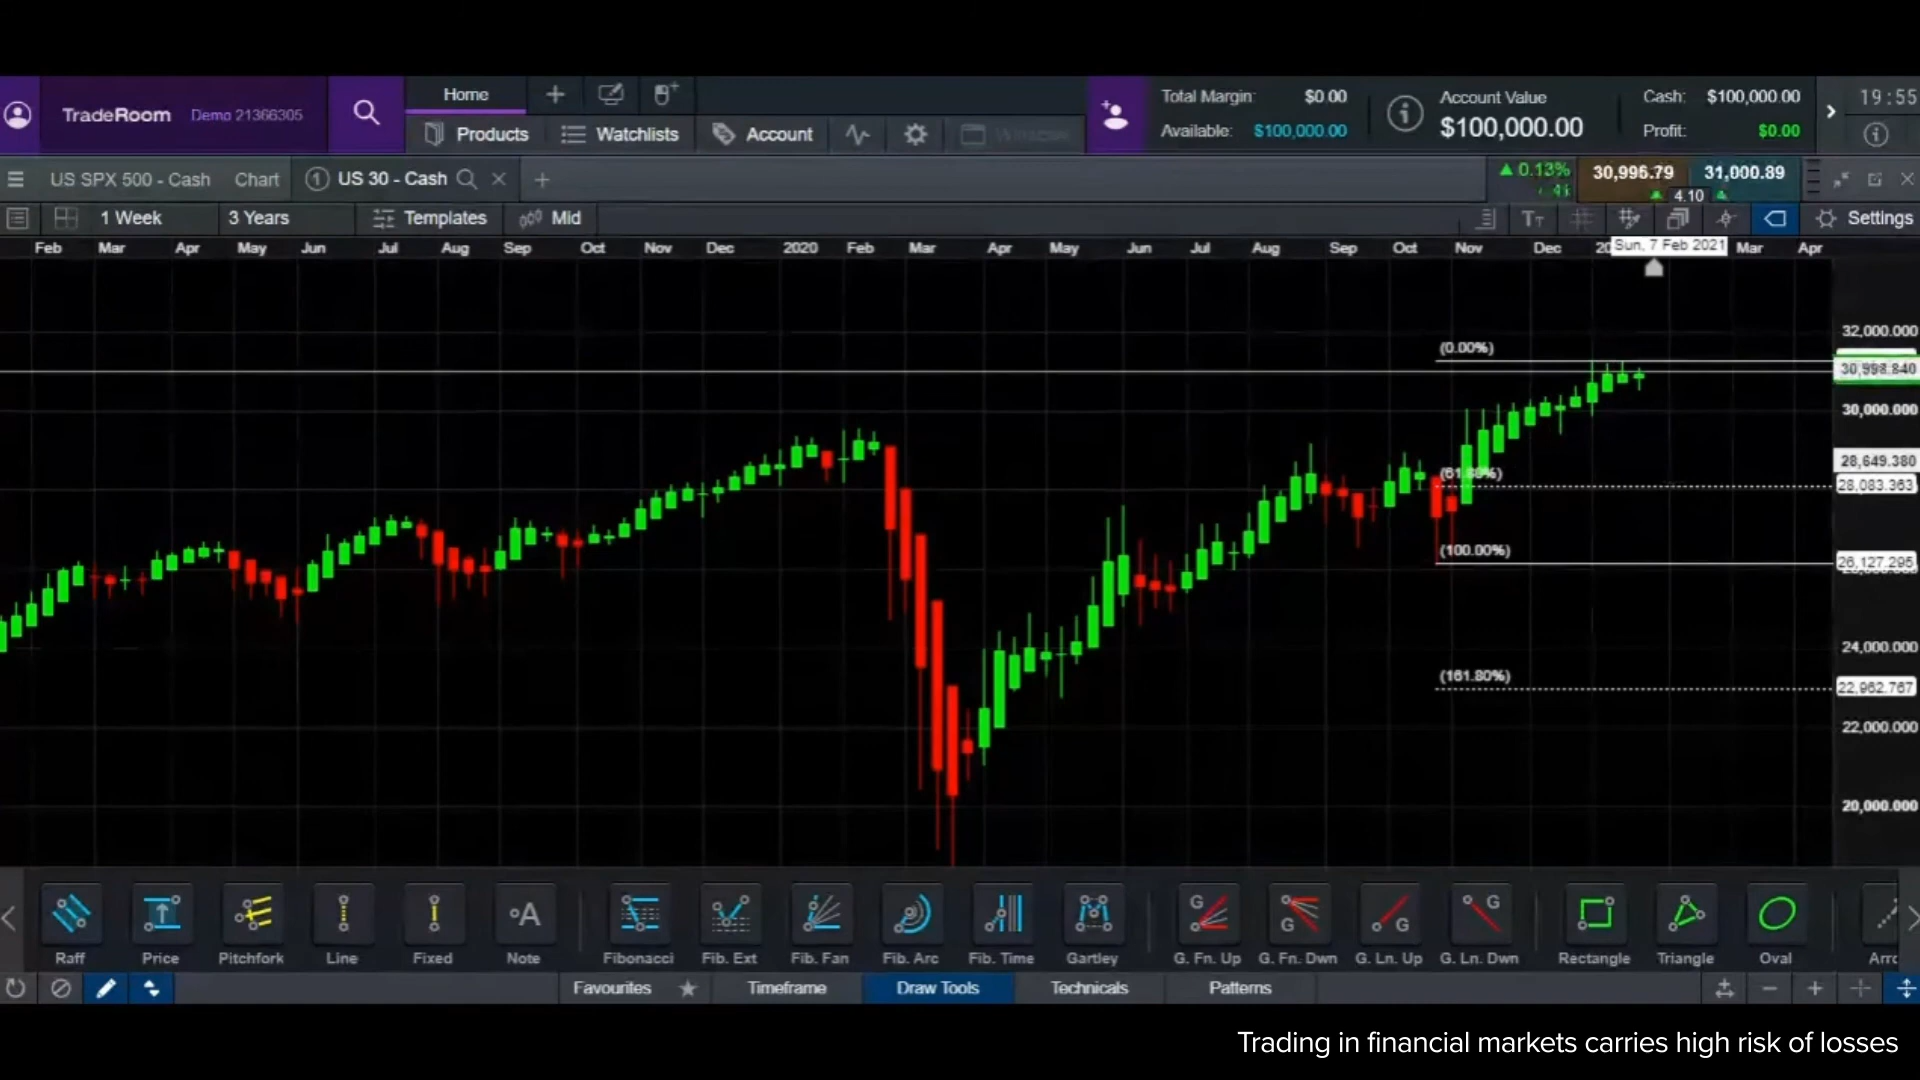 Home
Total Margin: $0.00
Account Value
Cash: $100,000.00
19:55
TradeRoom Demo 21366305
Products Watchlists Account
Available: $100,000.00
$100,000.00
Profit: $0.00
US SPX 500 - Cash Chart 1 US 30 - Cash
0.13% 30,996.79 31,000.89
4.10
1 Week 3 Years Templates Mid
Settings
Feb Mar Apr May Jun Jul Aug Sep Oct Nov Dec 2020 Feb Mar Apr May Jun Jul Aug Sep Oct Nov Dec Sun, 7 Feb 2021 Mar Apr
32,000.000
(0.00%)
30,998.840
30,000.000
28,649.380
(61.80%)
28,083.363
(100.00%)
26,127.295
24,000.000
(161.80%)
22,962.767
22,000.000
20,000.000
Raff Price Pitchfork Line Fixed Note Fibonacci Fib. Ext Fib. Fan Fib. Arc Fib. Time Gartley G. Fn. Up G. Fn. Dwn G. Ln. Up G. Ln. Dwn Rectangle Triangle Oval
Favourites Timeframe Draw Tools Technicals Patterns
Trading in financial markets carries high risk of losses